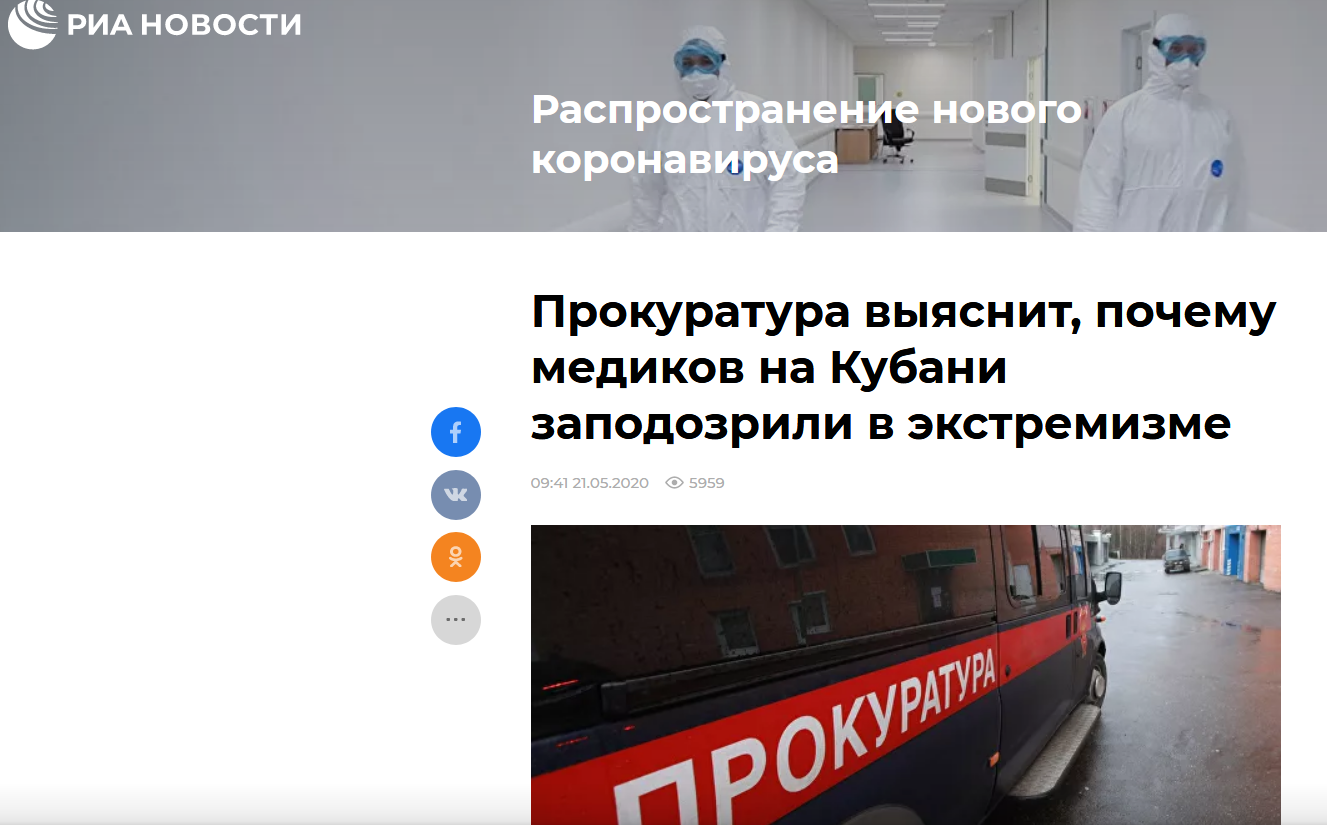 РИА НОВОСТИ
Распространение нового
коронавируса
Прокуратура выяснит, почему
медиков на Кубани
заподозрили в экстремизме
09:41 21.05.2020 5959
ПРОКУРАТУРА